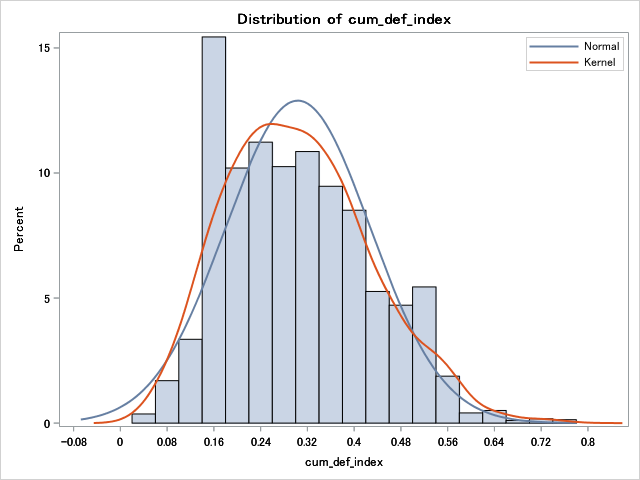 Distribution of cum_def_index
Normal
Kernel
15
10
5
0
Percent
-0.08 0 0.08 0.16 0.24 0.32 0.4 0.48 0.56 0.64 0.72 0.8
cum_def_index